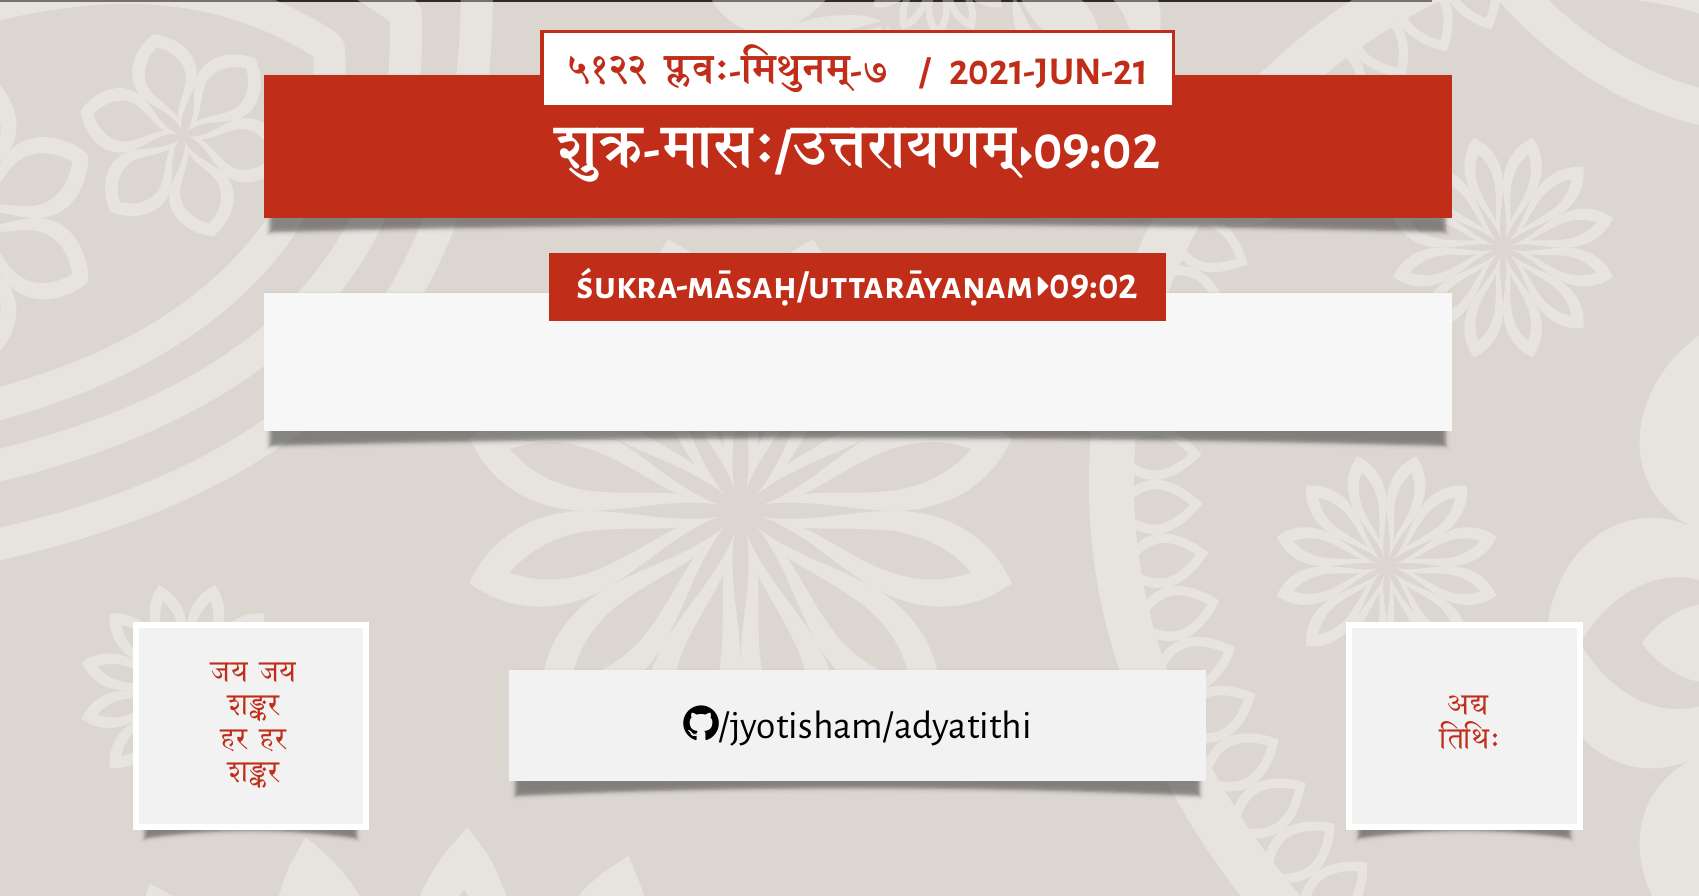 ५१२२ प्लवः-मिथुनम्-७ / 2021-JUN-21
शुक्र-मासः/उत्तरायणम्▸09:02
ŚUKRA-MĀSAḤ/UTTARĀYAṆAM▸09:02
जय जय
शङ्कर
हर हर
शङ्कर
/jyotisham/adyatithi
अद्य
तिथिः